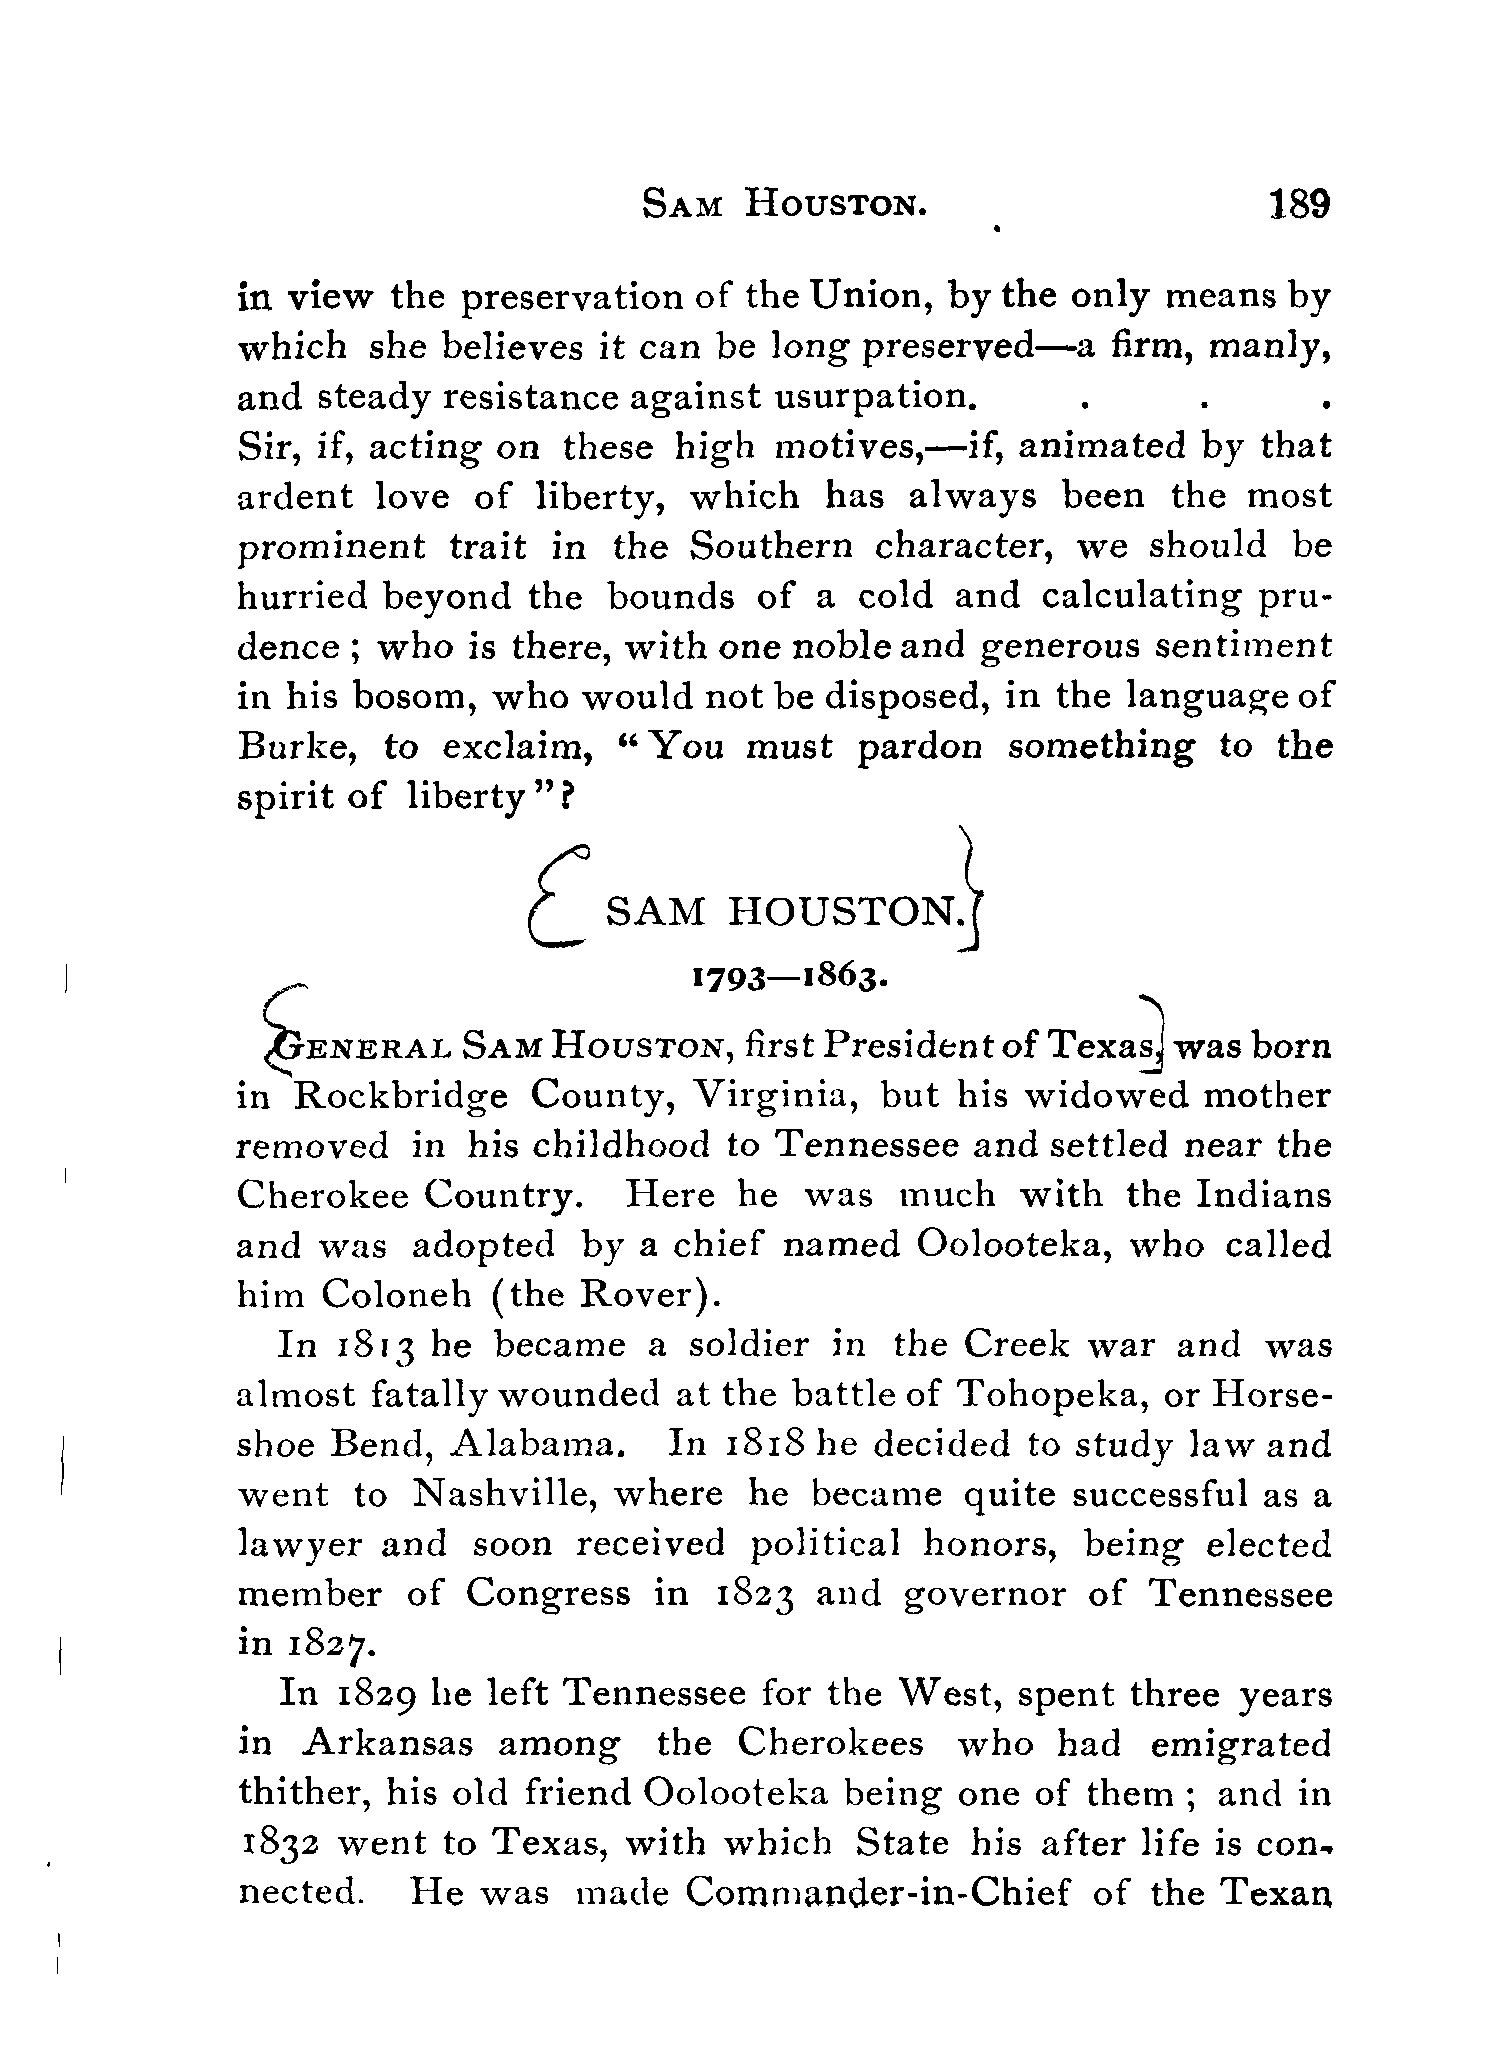 SAM HOUSTON. 189
in view the preservation of the Union, by the only means by
which she believes it can be long preserved—a firm, manly,
and steady resistance against usurpation. . . .
Sir, if, acting on these high motives,—if, animated by that
ardent love of liberty, which has always been the most
prominent trait in the Southern character, we should be
hurried beyond the bounds of a cold and calculating pru-
dence ; who is there, with one noble and generous sentiment
in his bosom, who would not be disposed, in the language of
Burke, to exclaim, “ You must pardon something to the
spirit of liberty ” ?
{ SAM HOUSTON. }
1793—1863.
{GENERAL SAM HOUSTON, first President of Texas,} was born
in Rockbridge County, Virginia, but his widowed mother
removed in his childhood to Tennessee and settled near the
Cherokee Country. Here he was much with the Indians
and was adopted by a chief named Oolooteka, who called
him Coloneh (the Rover).
In 1813 he became a soldier in the Creek war and was
almost fatally wounded at the battle of Tohopeka, or Horse-
shoe Bend, Alabama. In 1818 he decided to study law and
went to Nashville, where he became quite successful as a
lawyer and soon received political honors, being elected
member of Congress in 1823 and governor of Tennessee
in 1827.
In 1829 he left Tennessee for the West, spent three years
in Arkansas among the Cherokees who had emigrated
thither, his old friend Oolooteka being one of them ; and in
1832 went to Texas, with which State his after life is con-
nected. He was made Commander-in-Chief of the Texan